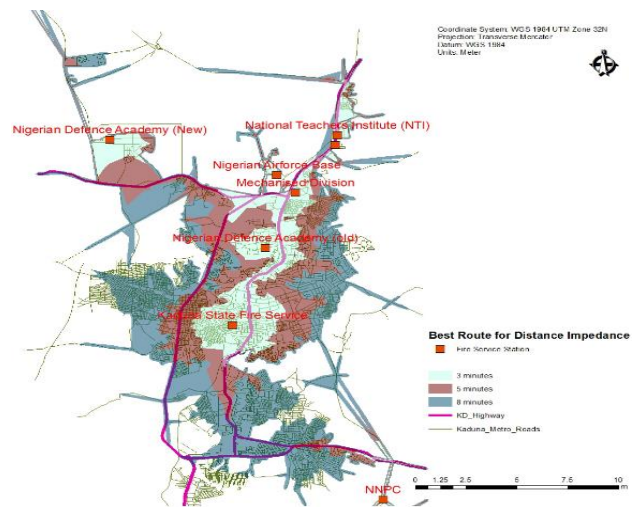 Coordinate System: WGS 1984 UTM Zone 32N
Projection: Transverse Mercator
Datum: WGS 1984
Units: Meter
Nigerian Defence Academy (New)
National Teachers Institute (NTI)
Nigerian Airforce Base
Mechanised Division
Nigerian Defence Academy (old)
Kaduna State Fire Service
NNPC
Best Route for Distance Impedance
Fire Service Station
3 minutes
5 minutes
8 minutes
KD_Highway
Kaduna_Metro_Roads
0 1.25 2.5 5 7.5 10